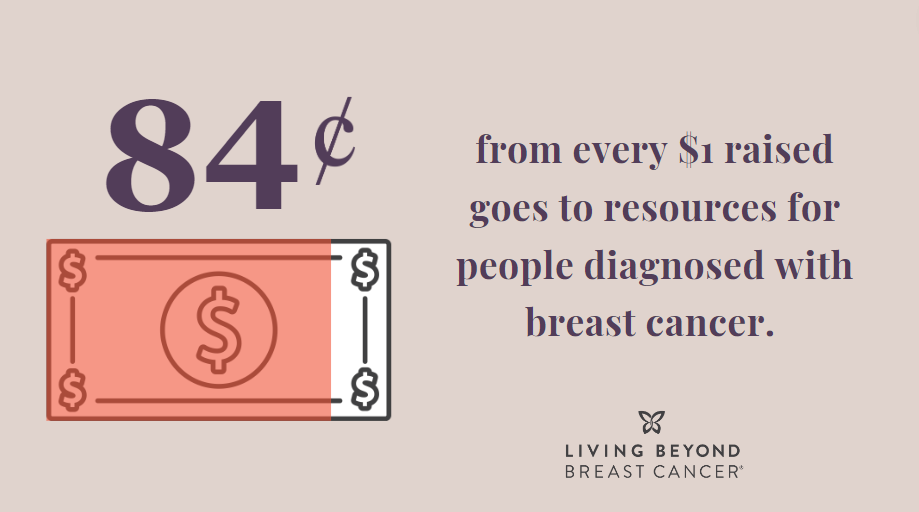 84¢
from every $1 raised
goes to resources for
people diagnosed with
breast cancer.
$ $
$
$ $
LIVING BEYOND
BREAST CANCER®